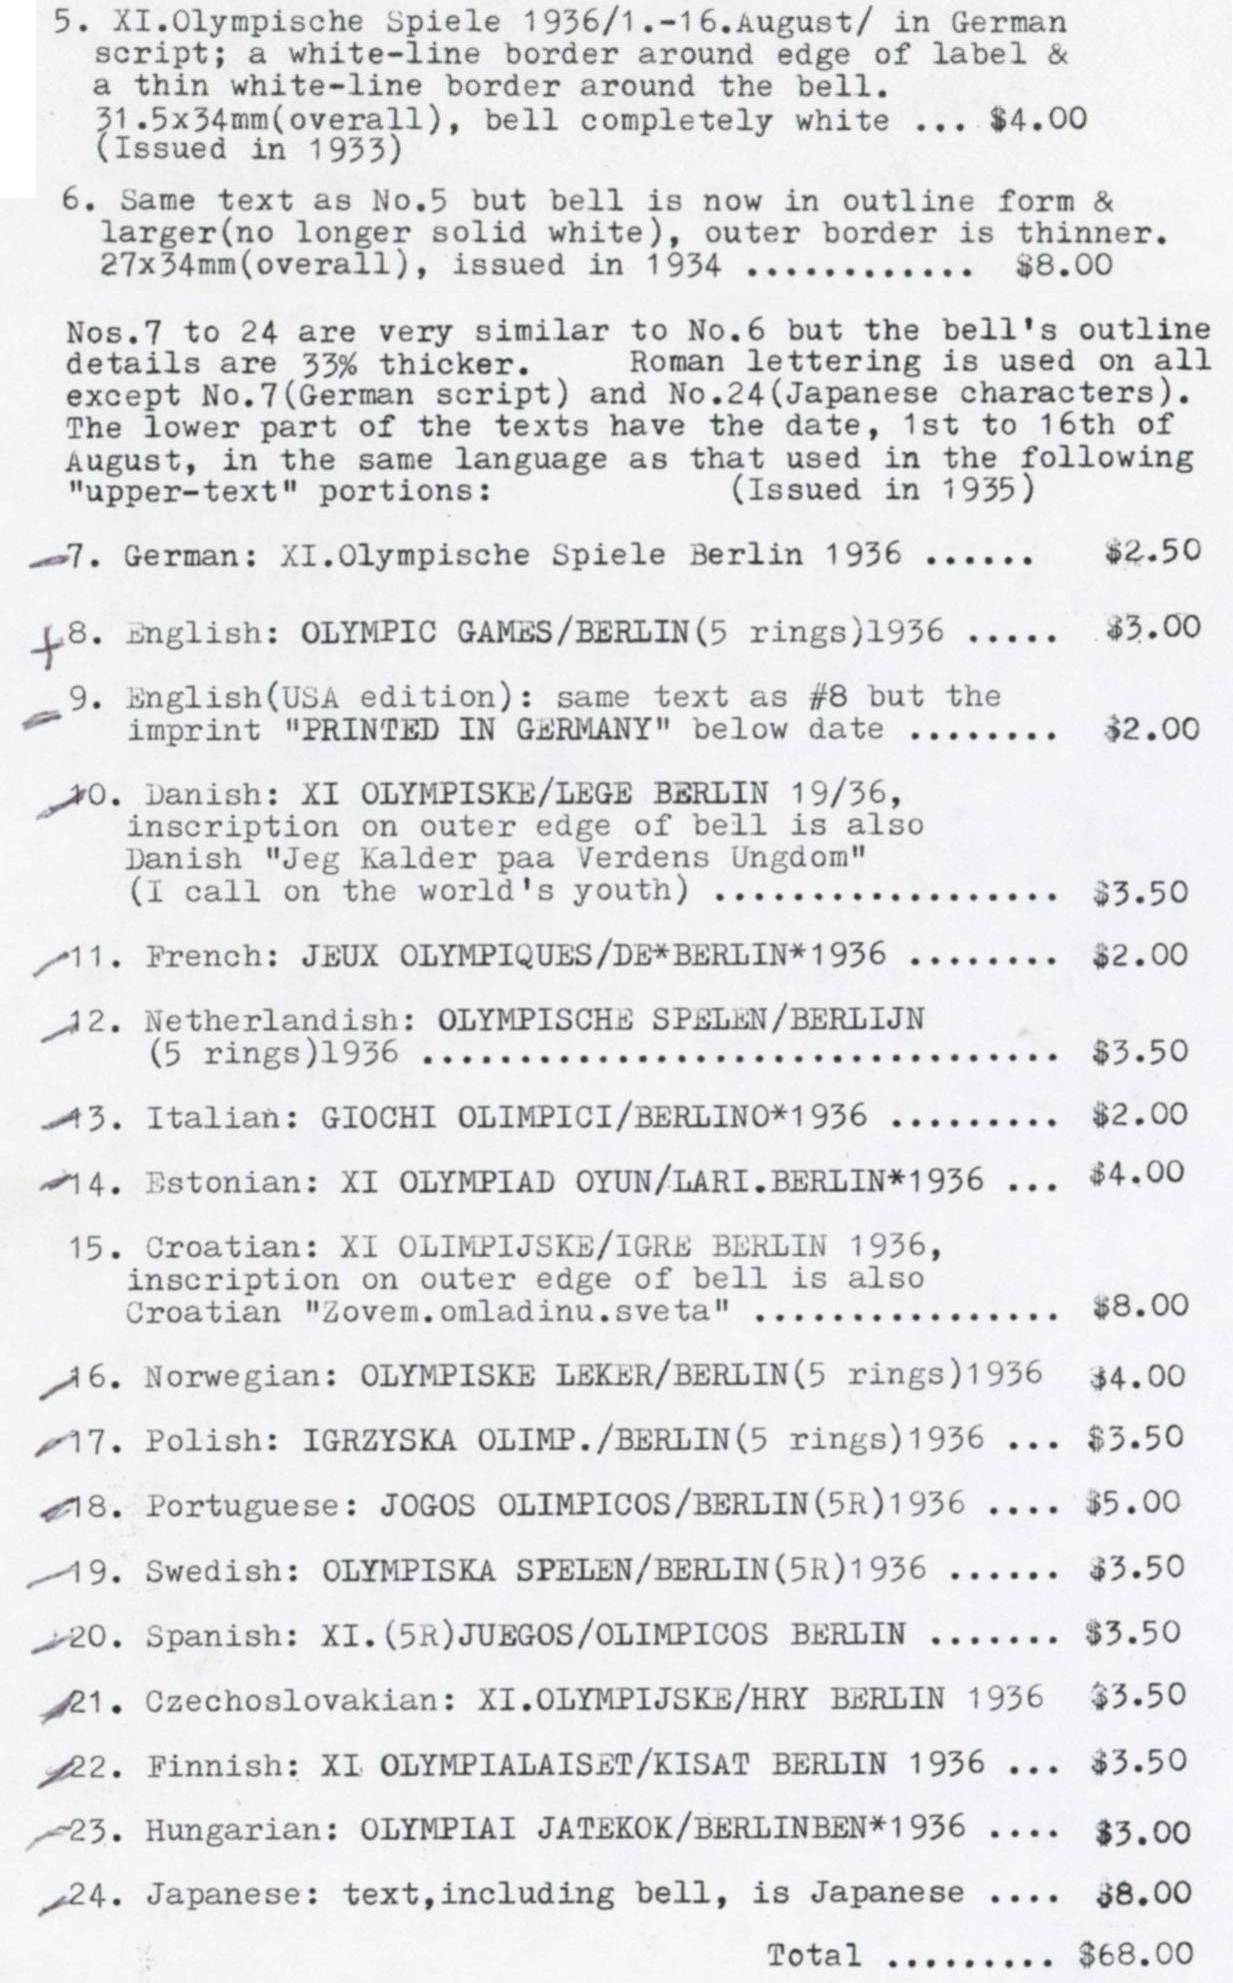 5. XI.Olympische Spiele 1936/1.-16.August/ in German
script; a white-line border around edge of label &
a thin white-line border around the bell.
31.5x34mm(overall), bell completely white ... $4.00
(Issued in 1933)
6. Same text as No.5 but bell is now in outline form &
larger(no longer solid white), outer border is thinner.
27x34mm(overall), issued in 1934 ............ $8.00
Nos.7 to 24 are very similar to No.6 but the bell's outline
details are 33% thicker. Roman lettering is used on all
except No.7(German script) and No.24(Japanese characters).
The lower part of the texts have the date, 1st to 16th of
August, in the same language as that used in the following
"upper-text" portions: (Issued in 1935)
7. German: XI.Olympische Spiele Berlin 1936 ...... $2.50
8. English: OLYMPIC GAMES/BERLIN(5 rings)1936 ..... $3.00
9. English(USA edition): same text as #8 but the
imprint "PRINTED IN GERMANY" below date ........ $2.00
10. Danish: XI OLYMPISKE/LEGE BERLIN 19/36,
inscription on outer edge of bell is also
Danish "Jeg Kalder paa Verdens Ungdom"
(I call on the world's youth) .................. $3.50
11. French: JEUX OLYMPIQUES/DE*BERLIN*1936 ........ $2.00
12. Netherlandish: OLYMPISCHE SPELEN/BERLIJN
(5 rings)1936 ................................. $3.50
13. Italian: GIOCHI OLIMPICI/BERLINO*1936 ......... $2.00
14. Estonian: XI OLYMPIAD OYUN/LARI.BERLIN*1936 ... $4.00
15. Croatian: XI OLIMPIJSKE/IGRE BERLIN 1936,
inscription on outer edge of bell is also
Croatian "Zovem.omladinu.sveta" ................ $8.00
16. Norwegian: OLYMPISKE LEKER/BERLIN(5 rings)1936 $4.00
17. Polish: IGRZYSKA OLIMP./BERLIN(5 rings)1936 ... $3.50
18. Portuguese: JOGOS OLIMPICOS/BERLIN(5R)1936 .... $5.00
19. Swedish: OLYMPISKA SPELEN/BERLIN(5R)1936 ...... $3.50
20. Spanish: XI.(5R)JUEGOS/OLIMPICOS BERLIN ....... $3.50
21. Czechoslovakian: XI.OLYMPIJSKE/HRY BERLIN 1936 $3.50
22. Finnish: XI OLYMPIALAISET/KISAT BERLIN 1936 ... $3.50
23. Hungarian: OLYMPIAI JATEKOK/BERLINBEN*1936 .... $3.00
24. Japanese: text,including bell, is Japanese .... $8.00
Total ......... $68.00